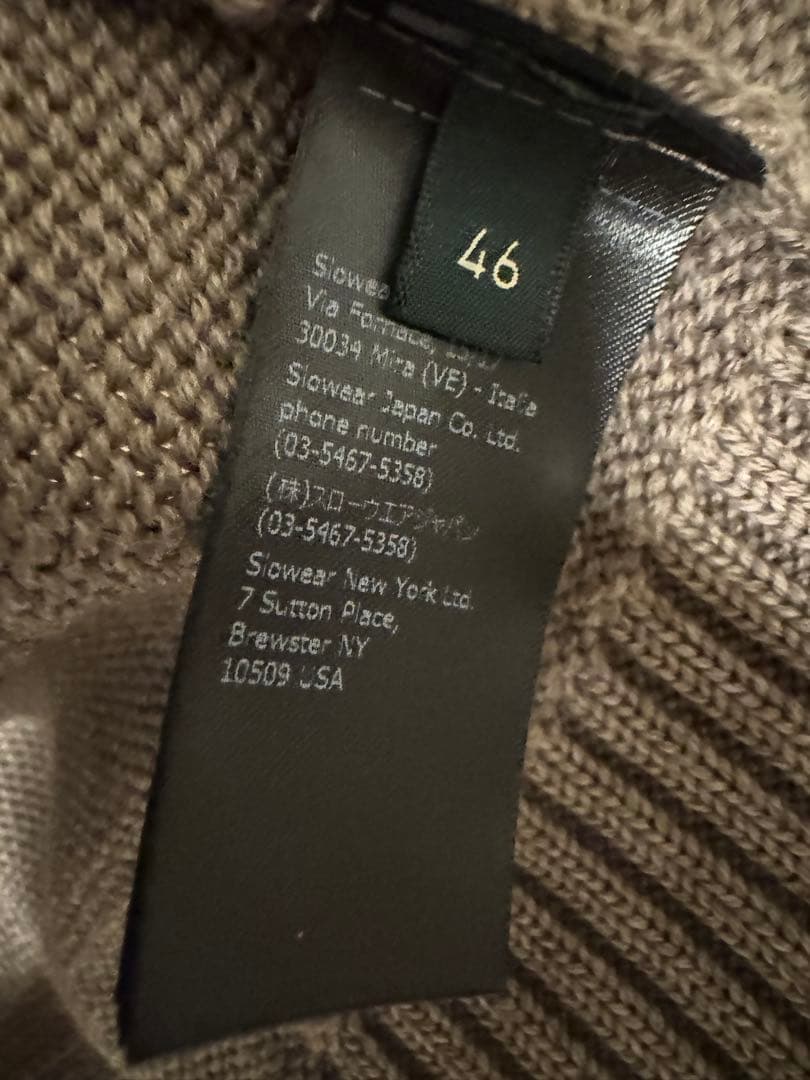 46
Slowear
Via Fornace,
30034 Mira (VE) - Italia
Slowear Japan Co. Ltd.
phone number
(03-5467-5358)
(株)スローウエアジャパン
(03-5467-5358)
Slowear New York Ltd.
7 Sutton Place,
Brewster NY
10509 USA